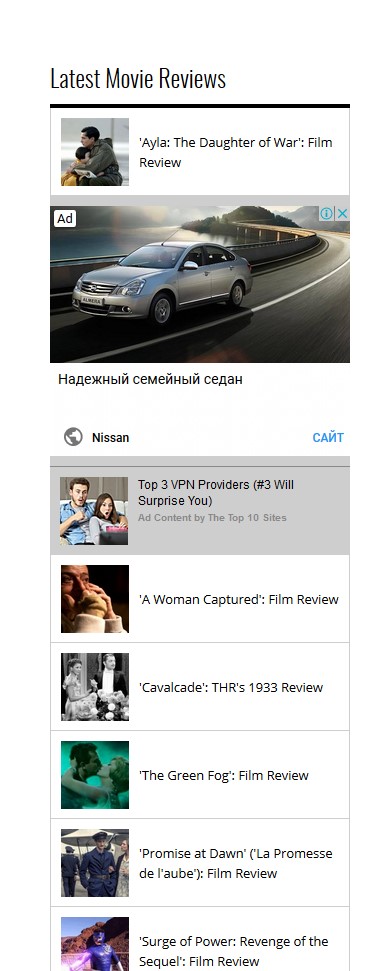 Latest Movie Reviews
'Ayla: The Daughter of War': Film
Review
Ad
ALMERA
Надежный семейный седан
Nissan
САЙТ
Top 3 VPN Providers (#3 Will
Surprise You)
Ad Content by The Top 10 Sites
'A Woman Captured': Film Review
'Cavalcade': THR's 1933 Review
'The Green Fog': Film Review
'Promise at Dawn' ('La Promesse
de l'aube'): Film Review
'Surge of Power: Revenge of the
Sequel': Film Review